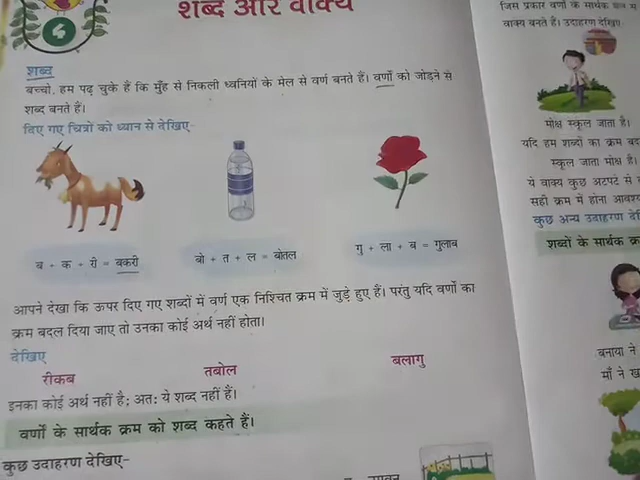 4
शब्द और वाक्य
शब्द
बच्चो, हम पढ़ चुके हैं कि मुँह से निकली ध्वनियों के मेल से वर्ण बनते हैं। वर्णों को जोड़ने से
शब्द बनते हैं।
दिए गए चित्रों को ध्यान से देखिए-
ब + क + री = बकरी
बो + त + ल = बोतल
गु + ला + ब = गुलाब
आपने देखा कि ऊपर दिए गए शब्दों में वर्ण एक निश्चित क्रम में जुड़े हुए हैं। परंतु यदि वर्णों का
क्रम बदल दिया जाए तो उनका कोई अर्थ नहीं होता।
देखिए
रीकब
तबोल
बलागु
इनका कोई अर्थ नहीं है; अतः ये शब्द नहीं हैं।
वर्णों के सार्थक क्रम को शब्द कहते हैं।
कुछ उदाहरण देखिए-
जिस प्रकार वर्णों के सार्थक
वाक्य बनते हैं। उदाहरण देखिए-
मोक्ष स्कूल जाता है।
यदि हम शब्दों का क्रम बद
स्कूल जाता मोक्ष है।
ये वाक्य कुछ अटपटे से
सही क्रम में होना आवश्य
कुछ अन्य उदाहरण दे
शब्दों के सार्थक क्र
बनाया ने
माँ ने ख